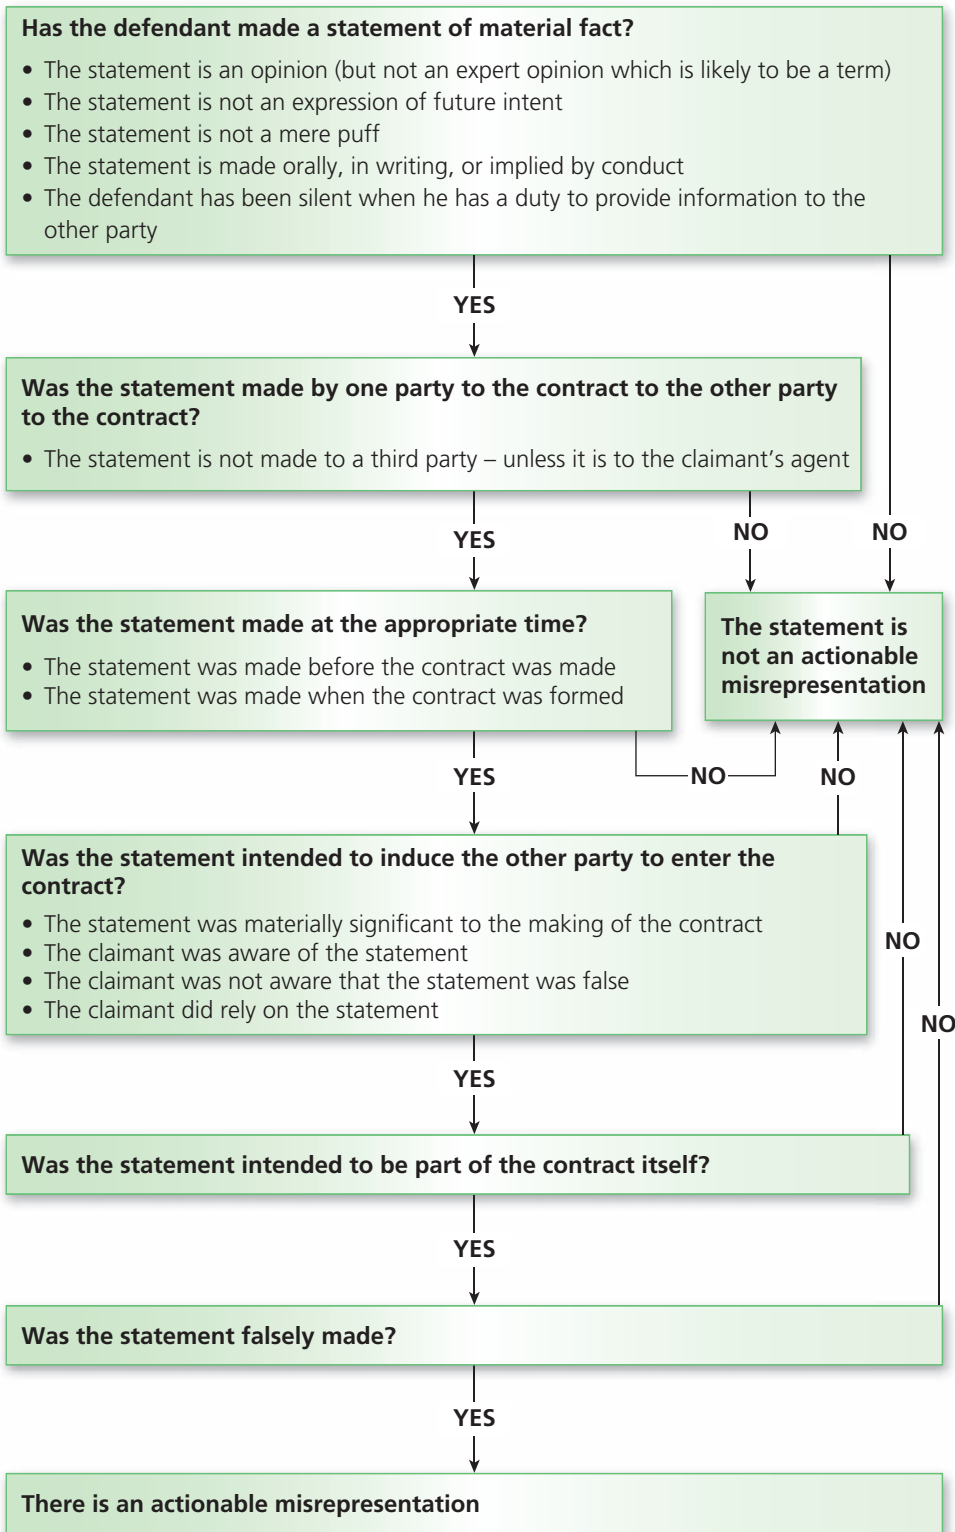 Has the defendant made a statement of material fact?
• The statement is an opinion (but not an expert opinion which is likely to be a term)
• The statement is not an expression of future intent
• The statement is not a mere puff
• The statement is made orally, in writing, or implied by conduct
• The defendant has been silent when he has a duty to provide information to the
other party
YES
Was the statement made by one party to the contract to the other party
to the contract?
• The statement is not made to a third party – unless it is to the claimant's agent
YES
NO
NO
Was the statement made at the appropriate time?
• The statement was made before the contract was made
• The statement was made when the contract was formed
The statement is
not an actionable
misrepresentation
YES
NO
NO
Was the statement intended to induce the other party to enter the
contract?
• The statement was materially significant to the making of the contract
• The claimant was aware of the statement
• The claimant was not aware that the statement was false
• The claimant did rely on the statement
NO
NO
YES
Was the statement intended to be part of the contract itself?
YES
Was the statement falsely made?
YES
There is an actionable misrepresentation